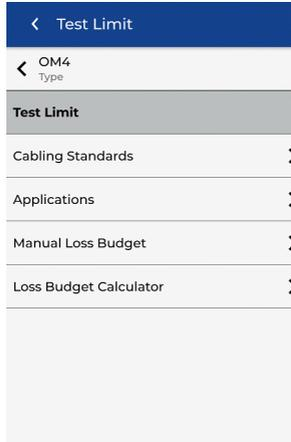 Test Limit
OM4
Type
Test Limit
Cabling Standards
Applications
Manual Loss Budget
Loss Budget Calculator